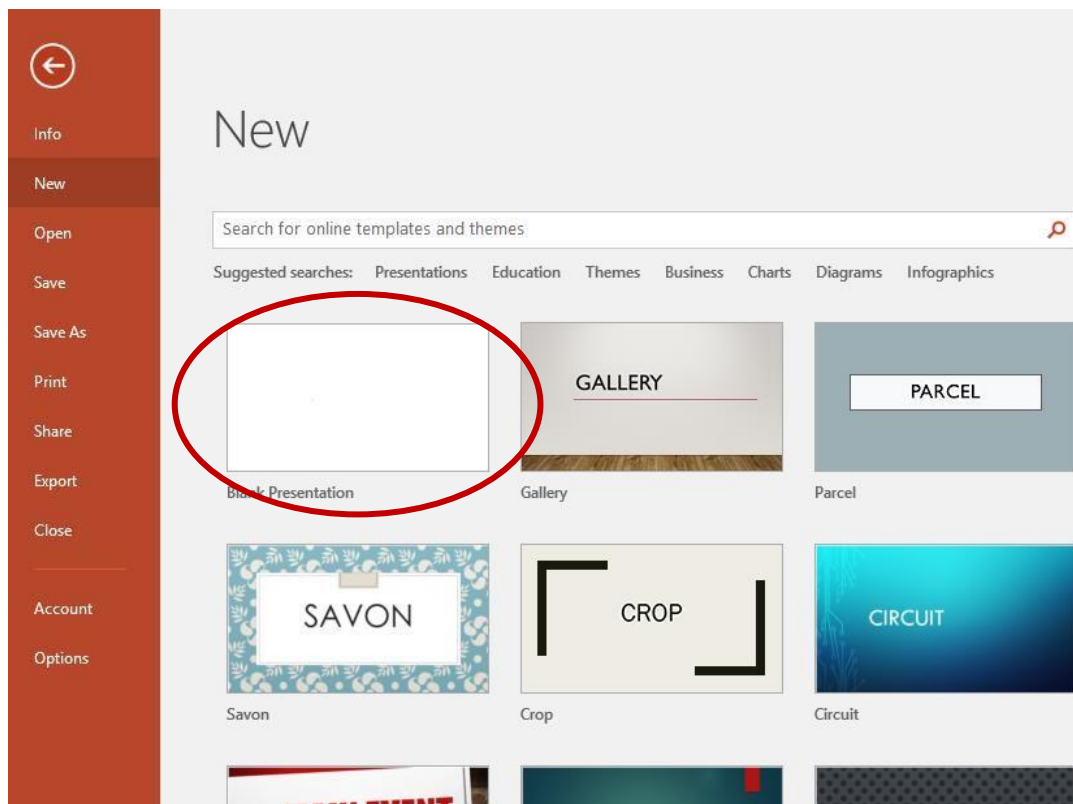 New
Info
New
Open
Save
Save As
Print
Share
Export
Close
Account
Options
Search for online templates and themes
Suggested searches: Presentations Education Themes Business Charts Diagrams Infographics
GALLERY
PARCEL
Blank Presentation
Gallery
Parcel
SAVON
CROP
CIRCUIT
Savon
Crop
Circuit
EVENT